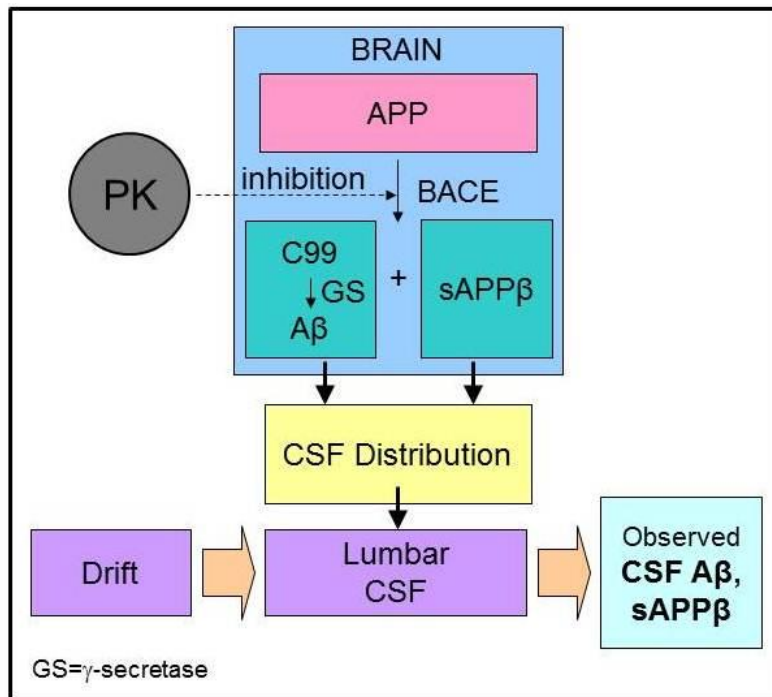 BRAIN
APP
PK
inhibition
BACE
C99
GS
Aβ
+
sAPPβ
CSF Distribution
Drift
Lumbar
CSF
Observed
CSF Aβ,
sAPPβ
GS=γ-secretase